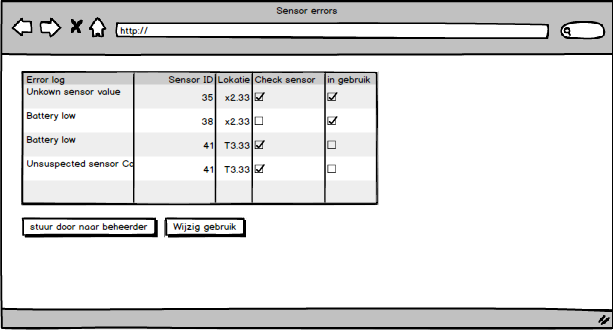 Sensor errors
http://
Error log Sensor ID Lokatie Check sensor in gebruik
Unkown sensor value 35 x2.33
Battery low 38 x2.33
Battery low 41 T3.33
Unsuspected sensor Co 41 T3.33
stuur door naar beheerder Wijzig gebruik